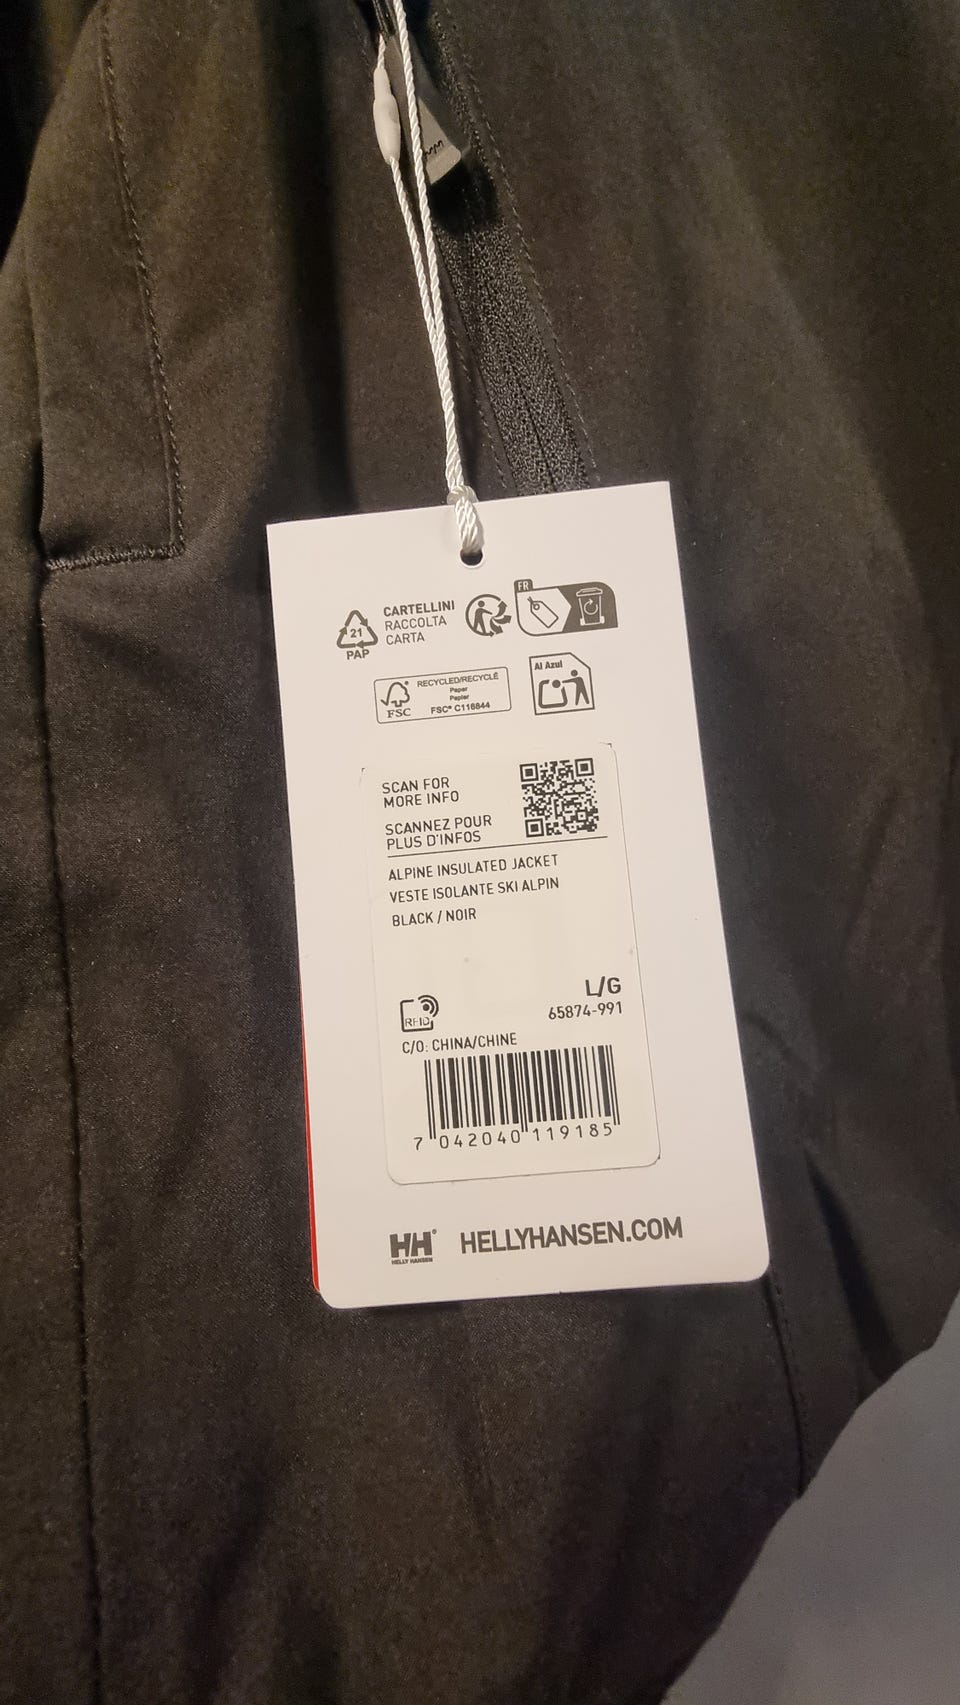 FR
21
PAP
CARTELLINI
RACCOLTA
CARTA
FSC
RECYCLED/RECYCLÉ
Paper
Papier
FSC® C116844
Al Azul
SCAN FOR
MORE INFO
SCANNEZ POUR
PLUS D'INFOS
ALPINE INSULATED JACKET
VESTE ISOLANTE SKI ALPIN
BLACK / NOIR
L/G
65874-991
RFID
C/O: CHINA/CHINE
7 042040 119185
HH®
HELLY HANSEN
HELLYHANSEN.COM